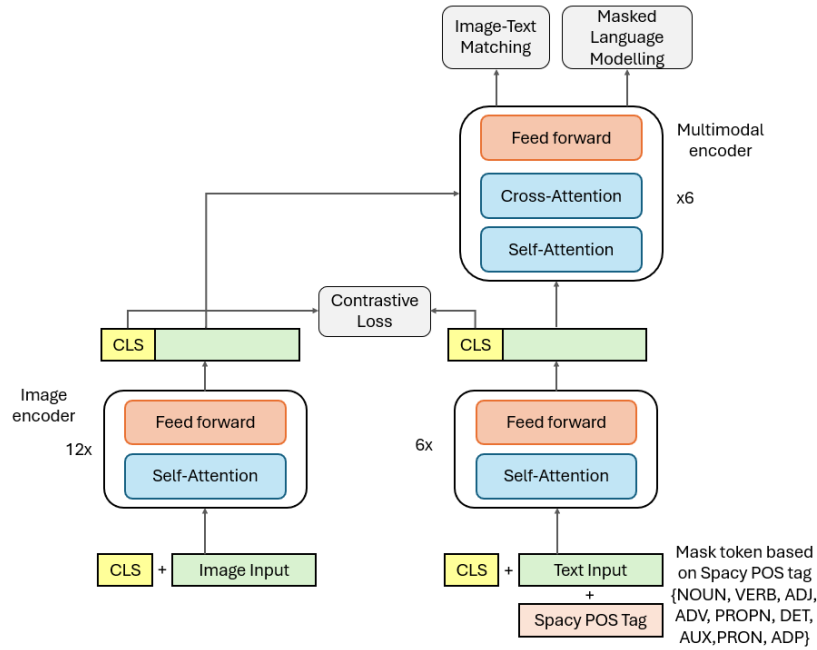 Image-Text
Matching
Masked
Language
Modelling
Feed forward
Multimodal
encoder
Cross-Attention
x6
Self-Attention
Contrastive
Loss
CLS
CLS
Image
encoder
Feed forward
12x
Self-Attention
6x
Feed forward
Self-Attention
CLS + Image Input
CLS + Text Input
+
Spacy POS Tag
Mask token based
on Spacy POS tag
{NOUN, VERB, ADJ,
ADV, PROPN, DET,
AUX,PRON, ADP}